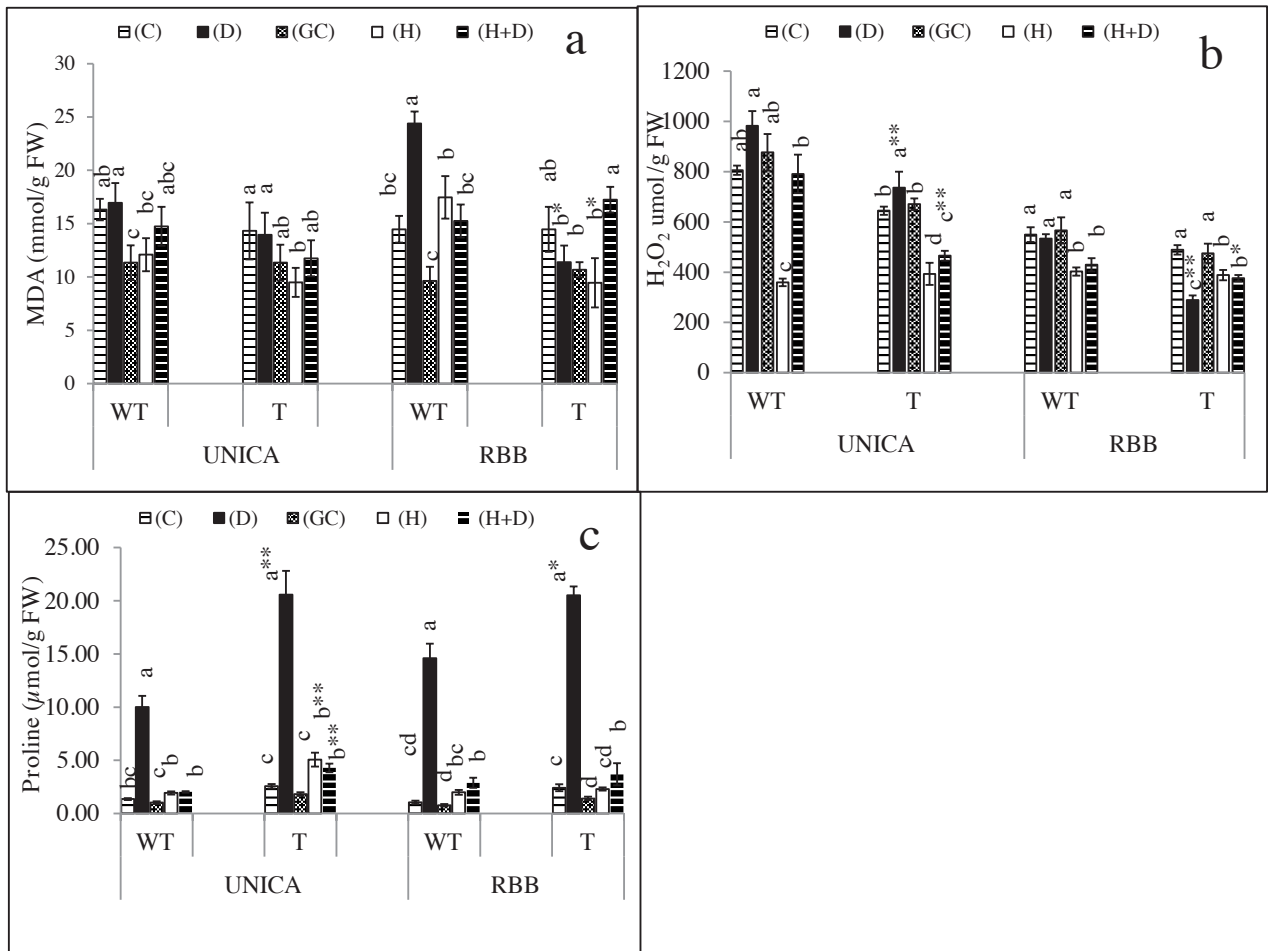 (C) (D) (GC) (H) (H+D)
a
MDA (mmol/g FW)
30
25
20
15
10
5
0
ab a c bc abc
a a ab b ab
bc a c b bc
ab b* b b* a
WT T WT T
UNICA RBB
(C) (D) (GC) (H) (H+D)
b
H₂O₂ umol/g FW
1200
1000
800
600
400
200
0
ab a ab c b
b a** b d c**
a a a b b
a c** a b b*
WT T WT T
UNICA RBB
(C) (D) (GC) (H) (H+D)
c
Proline (µmol/g FW)
25.00
20.00
15.00
10.00
5.00
0.00
bc a c b b
c a** c b** b**
cd a d bc b
c a* d cd b
WT T WT T
UNICA RBB